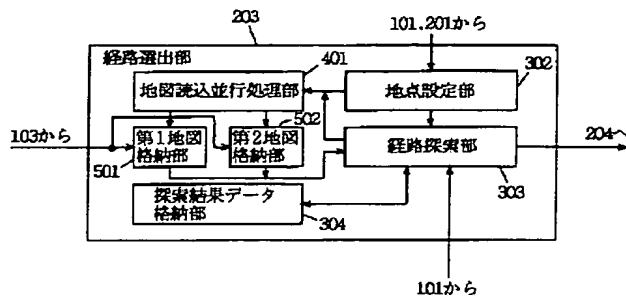 203
101,201から
経路選出部
401
302
地図読込並行処理部
地点設定部
502
103から
第1地図
格納部
第2地図
格納部
経路探索部
204へ
501
303
探索結果データ
格納部
304
101から